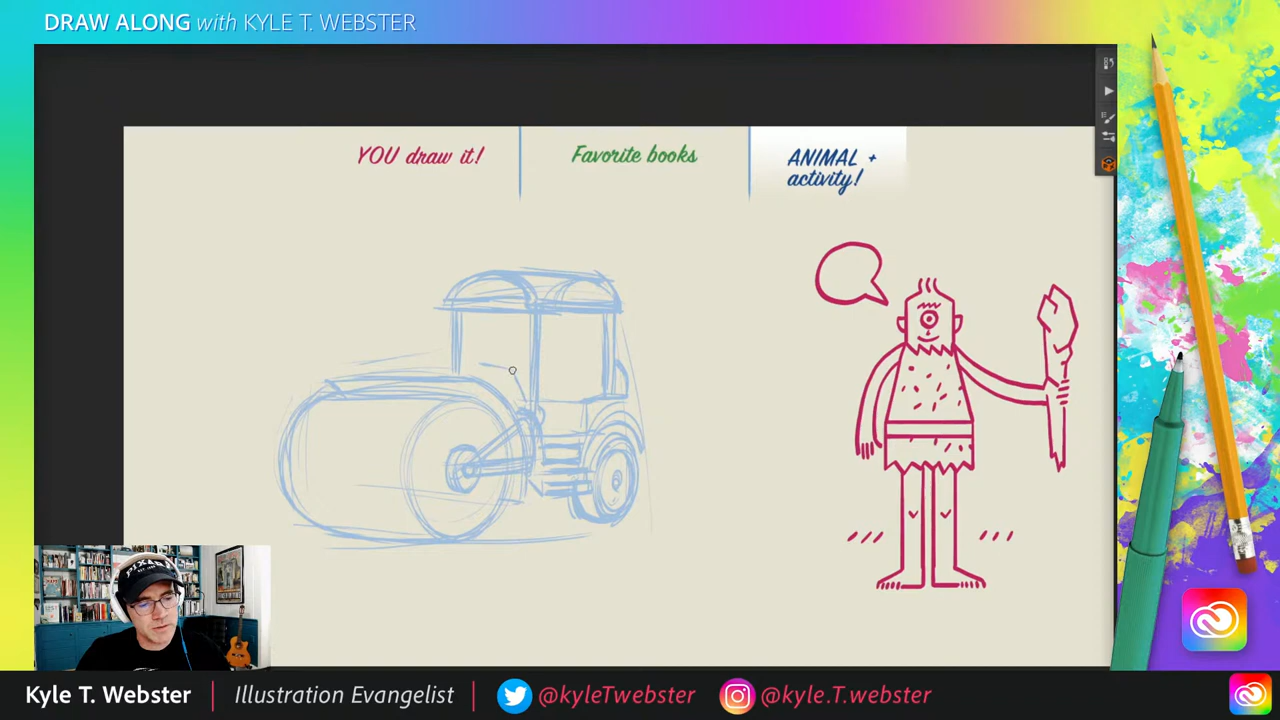 DRAW ALONG with KYLE T. WEBSTER
YOU draw it!
Favorite books
ANIMAL +
activity!
PIXAR
Kyle T. Webster | Illustration Evangelist | @kyleTwebster @kyle.T.webster